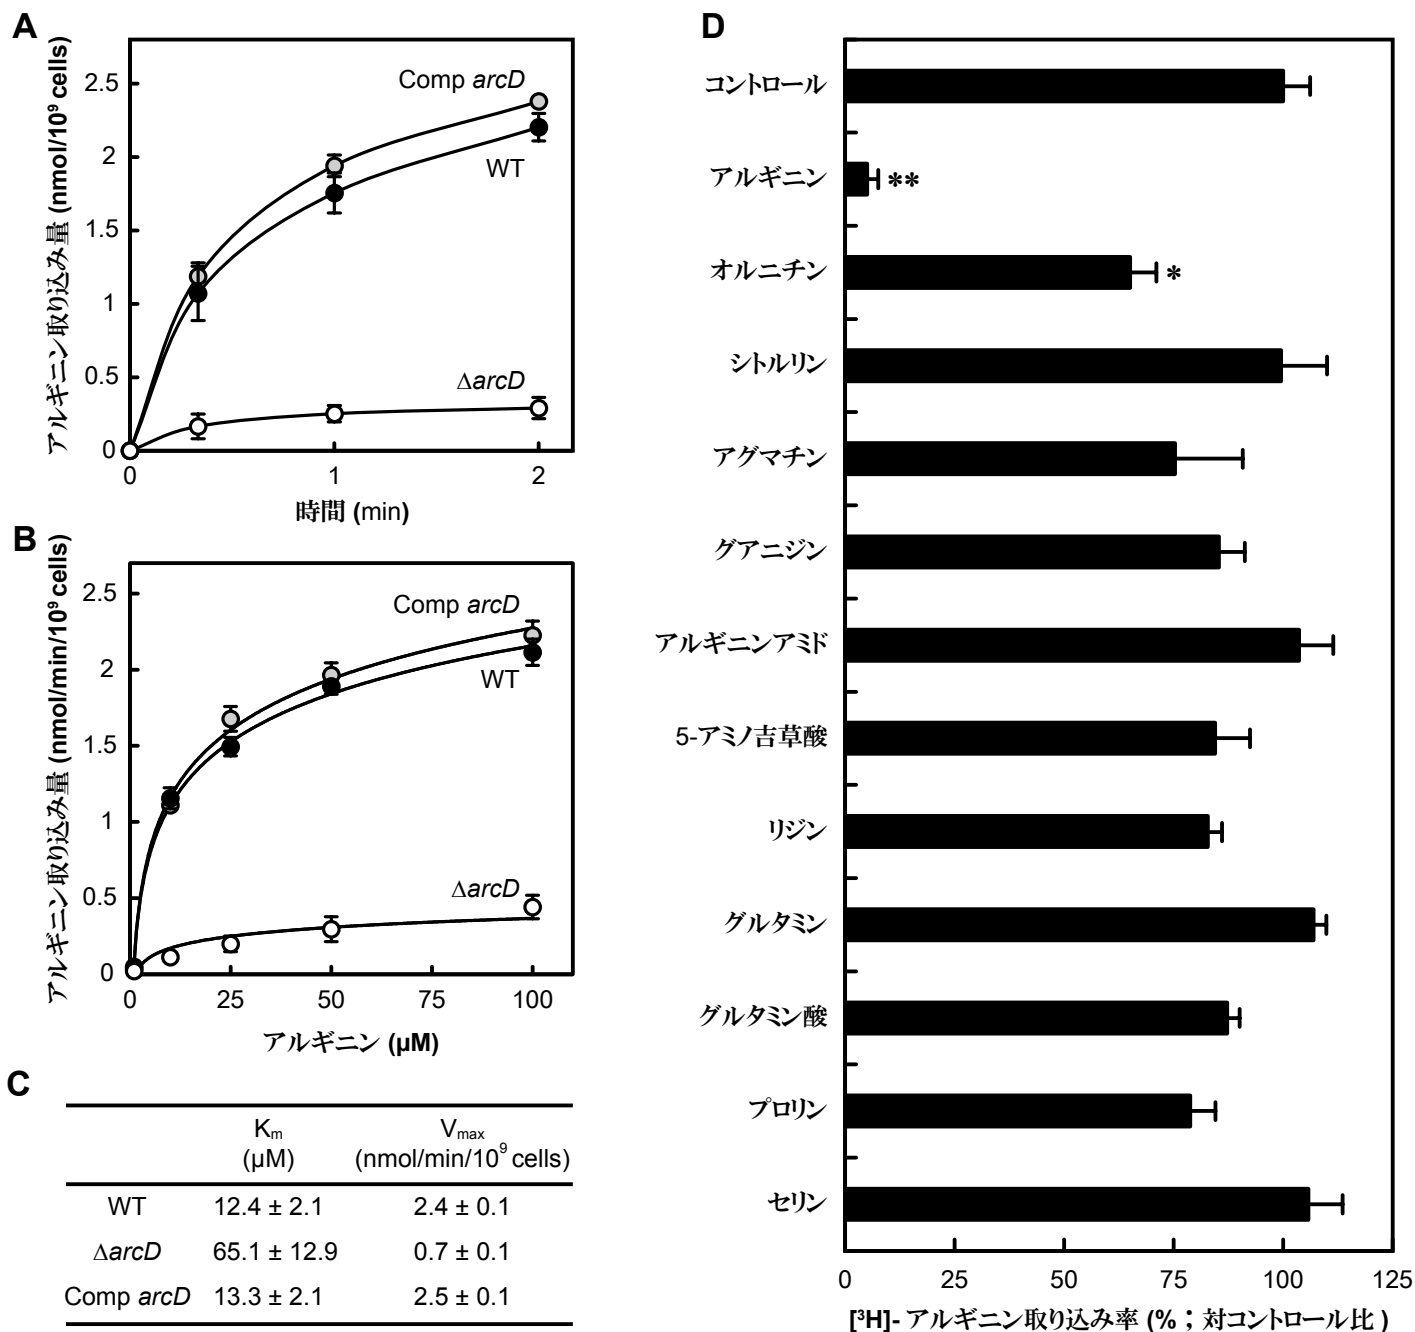 A
アルギニン取り込み量 (nmol/10⁹ cells)
2.5
2
1.5
1
0.5
0
Comp arcD
WT
ΔarcD
0 1 2
時間 (min)
B
アルギニン取り込み量 (nmol/min/10⁹ cells)
2.5
2
1.5
1
0.5
0
Comp arcD
WT
ΔarcD
0 25 50 75 100
アルギニン (μM)
C
Km Vmax
(μM) (nmol/min/10⁹ cells)
WT 12.4 ± 2.1 2.4 ± 0.1
ΔarcD 65.1 ± 12.9 0.7 ± 0.1
Comp arcD 13.3 ± 2.1 2.5 ± 0.1
D
コントロール
アルギニン **
オルニチン *
シトルリン
アグマチン
グアニジン
アルギニンアミド
5-アミノ吉草酸
リジン
グルタミン
グルタミン酸
プロリン
セリン
0 25 50 75 100 125
[³H]- アルギニン取り込み率 (% ; 対コントロール比 )